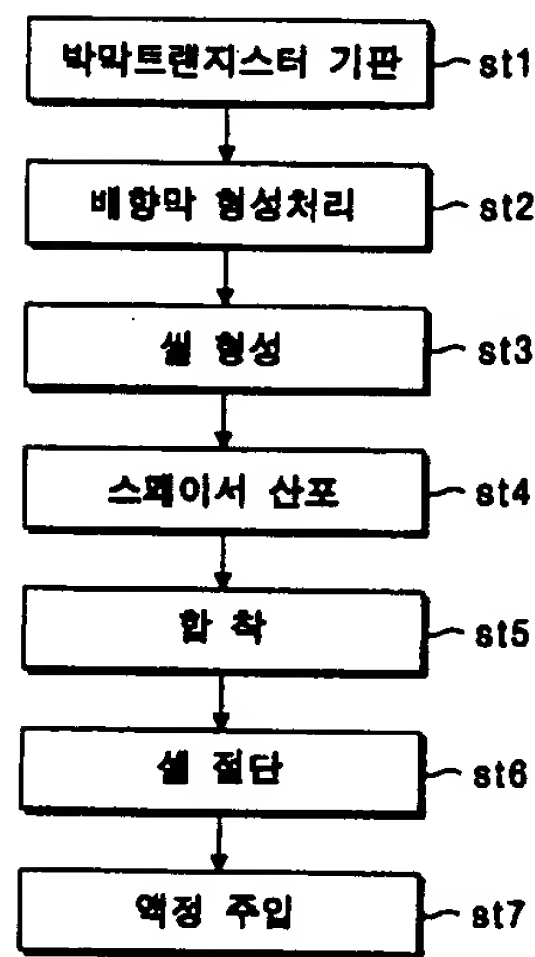 박막트랜지스터 기판 st1
배향막 형성처리 st2
씰 형성 st3
스페이서 산포 st4
합 착 st5
셀 절단 st6
액정 주입 st7